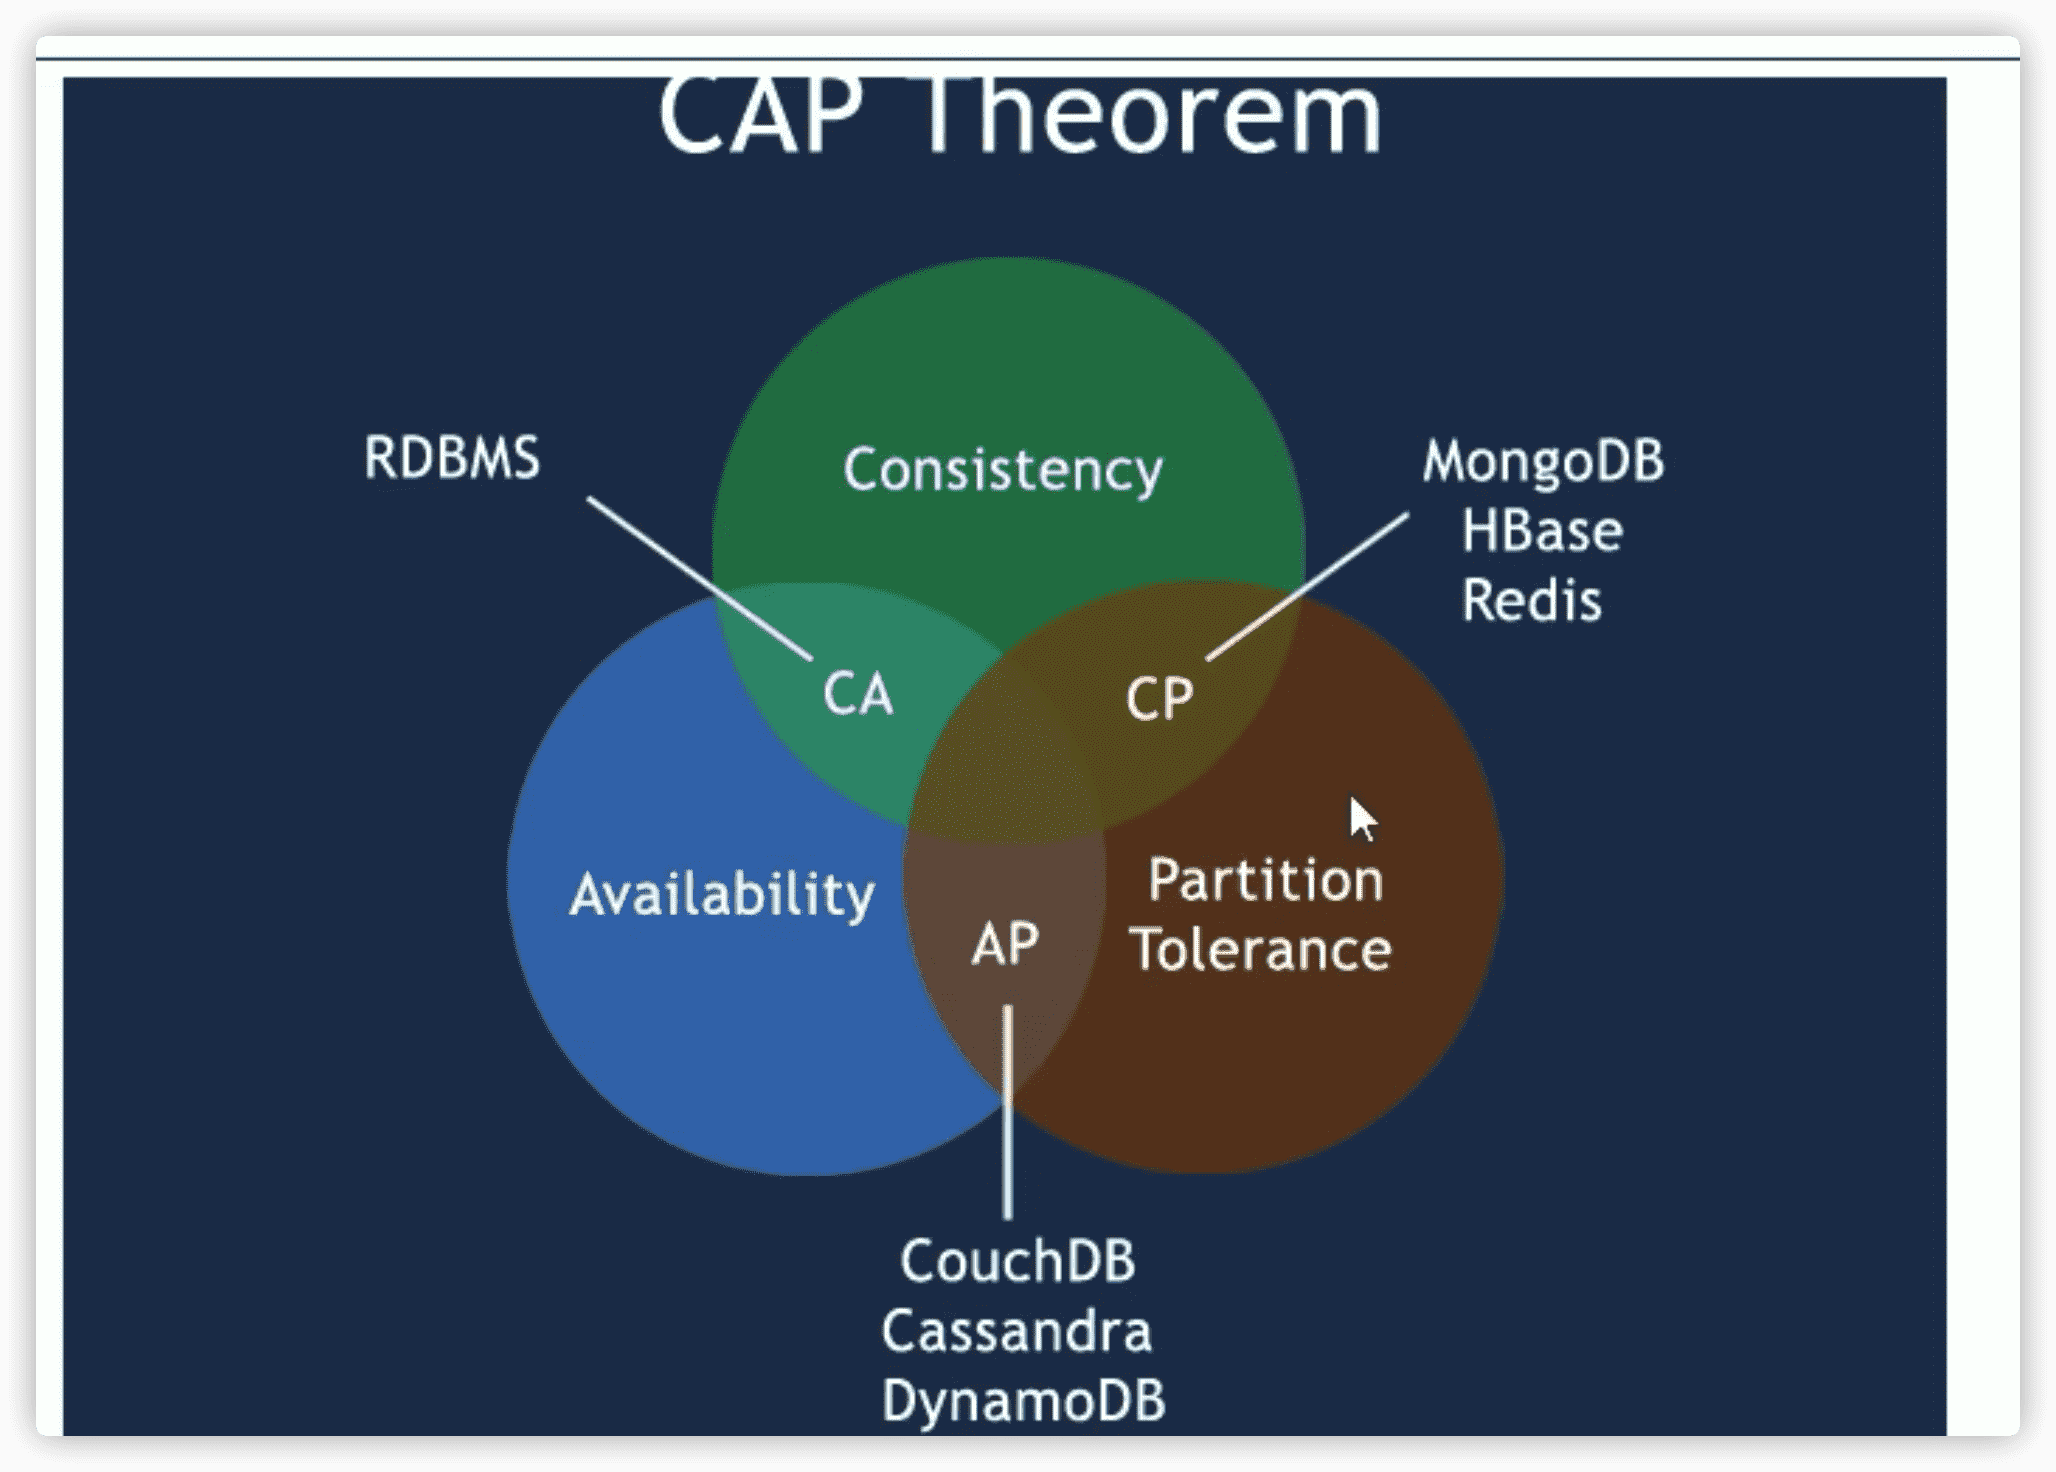 CAP Theorem
Consistency
RDBMS
MongoDB
HBase
Redis
CA
CP
Availability
Partition
Tolerance
AP
CouchDB
Cassandra
DynamoDB